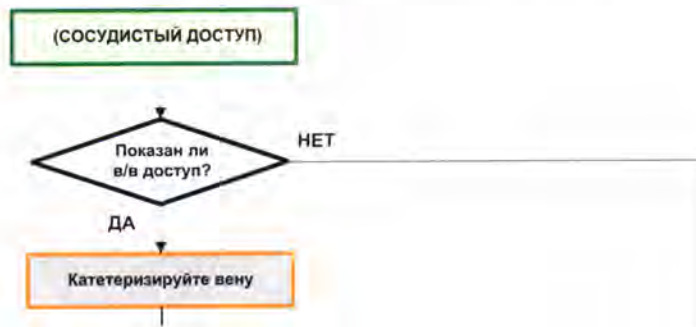 (СОСУДИСТЫЙ ДОСТУП)
Показан ли
в/в доступ?
НЕТ
ДА
Катетеризируйте вену